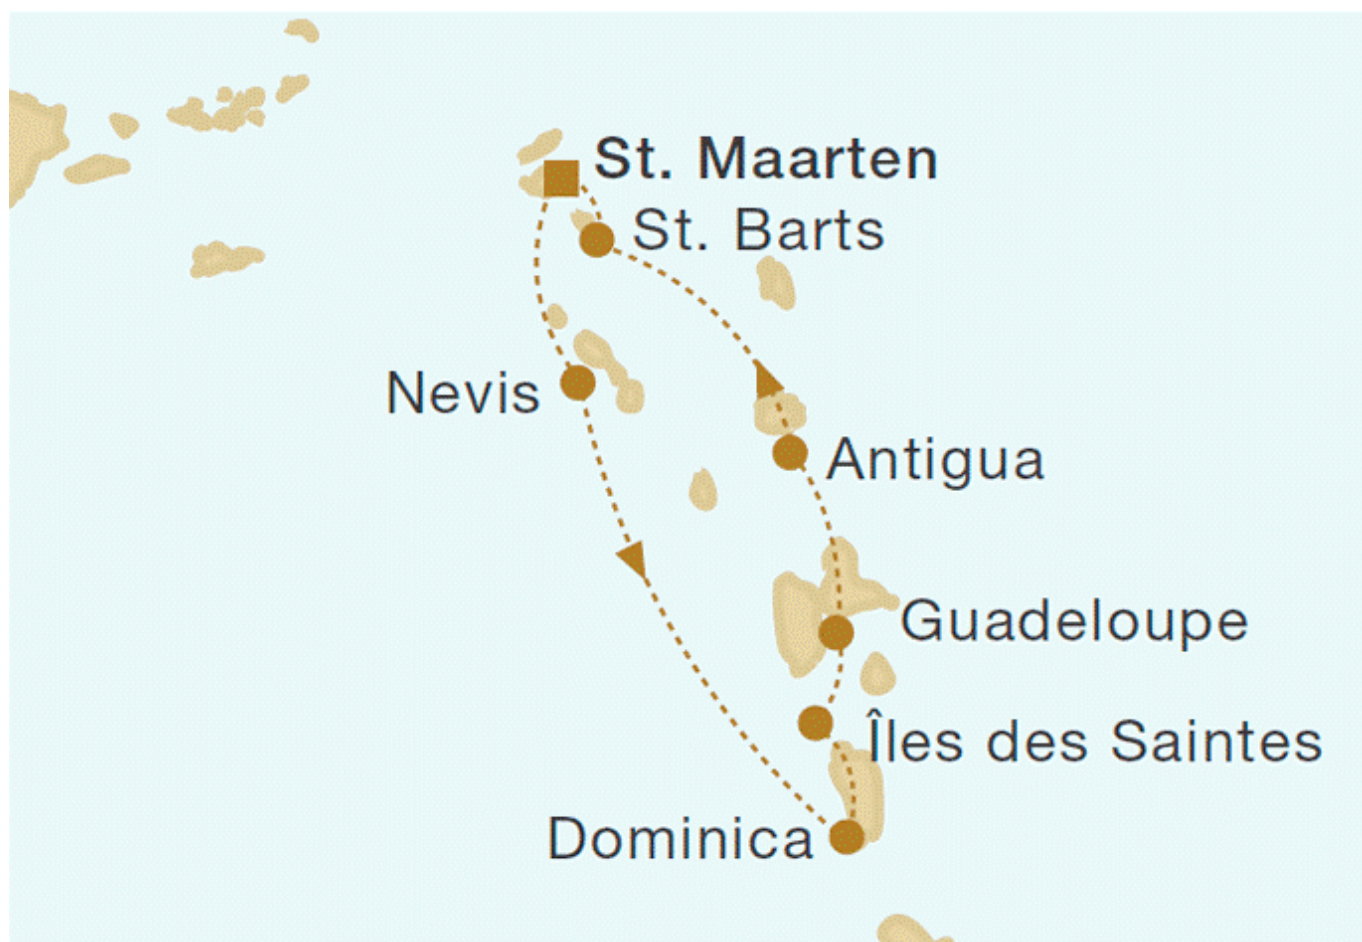 St. Maarten
St. Barts
Nevis
Antigua
Guadeloupe
Îles des Saintes
Dominica